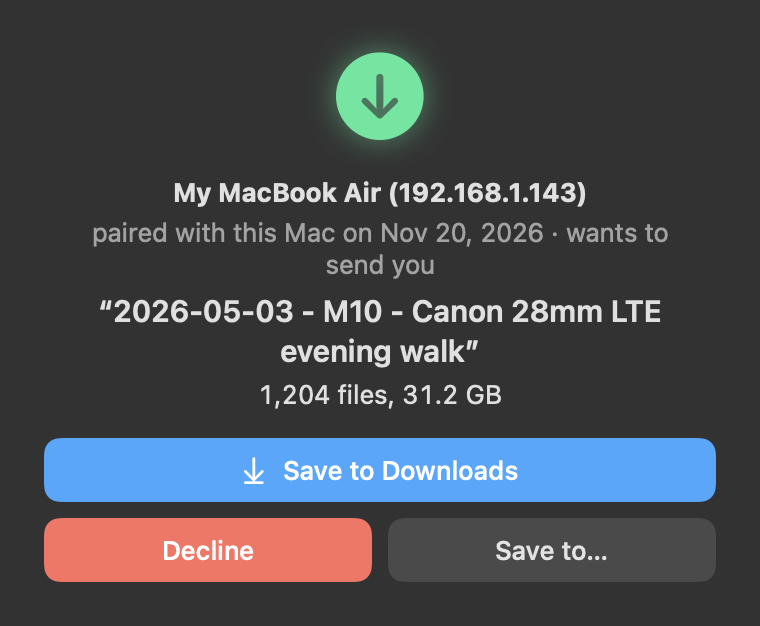 My MacBook Air (192.168.1.143)
paired with this Mac on Nov 20, 2026 · wants to
send you
“2026-05-03 - M10 - Canon 28mm LTE
evening walk”
1,204 files, 31.2 GB
Save to Downloads
Decline
Save to...